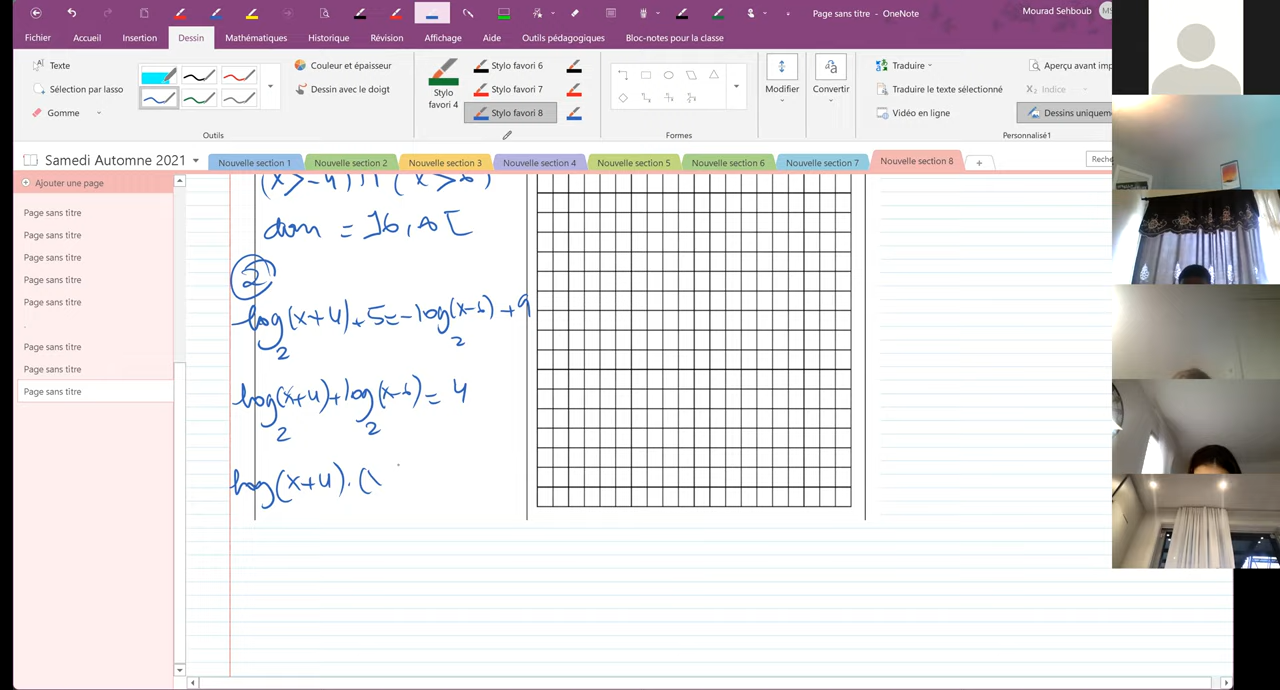 Page sans titre - OneNote
Mourad Sehboub
Fichier Accueil Insertion Dessin Mathématiques Historique Révision Affichage Aide Outils pédagogiques Bloc-notes pour la classe
Texte
Sélection par lasso
Gomme
Outils
Couleur et épaisseur
Dessin avec le doigt
Stylo favori 4
Stylo favori 6
Stylo favori 7
Stylo favori 8
Formes
Modifier
Convertir
Traduire
Traduire le texte sélectionné
Vidéo en ligne
Aperçu avant imp
X₂ Indice
Dessins uniqueme
Personnalisé1
Samedi Automne 2021
Nouvelle section 1 Nouvelle section 2 Nouvelle section 3 Nouvelle section 4 Nouvelle section 5 Nouvelle section 6 Nouvelle section 7 Nouvelle section 8 +
Reche
Ajouter une page
Page sans titre
Page sans titre
Page sans titre
Page sans titre
Page sans titre
.
Page sans titre
Page sans titre
Page sans titre
dom = ]6, ∞[
2
log₂(x+4)+5=-log₂(x-6)+9
log₂(x+4)+log₂(x-6)=4
log(x+4)·(